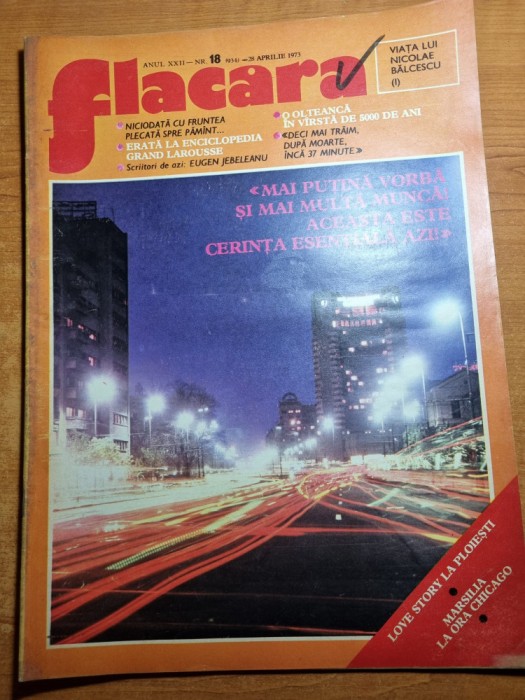 ANUL XXII — NR. 18 (934) — 28 APRILIE 1973
flacara
VIAȚA LUI
NICOLAE
BĂLCESCU
(I)
NICIODATĂ CU FRUNTEA
PLECATĂ SPRE PĂMÎNT...
ERATĂ LA ENCICLOPEDIA
GRAND LAROUSSE
Scriitori de azi: EUGEN JEBELEANU
O OLTEANCĂ
ÎN VÎRSTĂ DE 5000 DE ANI
«DECI MAI TRĂIM,
DUPĂ MOARTE,
ÎNCĂ 37 MINUTE»
«MAI PUȚINĂ VORBĂ
ȘI MAI MULTĂ MUNCĂ!
ACEASTA ESTE
CERINȚA ESENȚIALĂ AZI!»
LOVE STORY LA PLOIEȘTI
MARSILIA
LA ORA CHICAGO